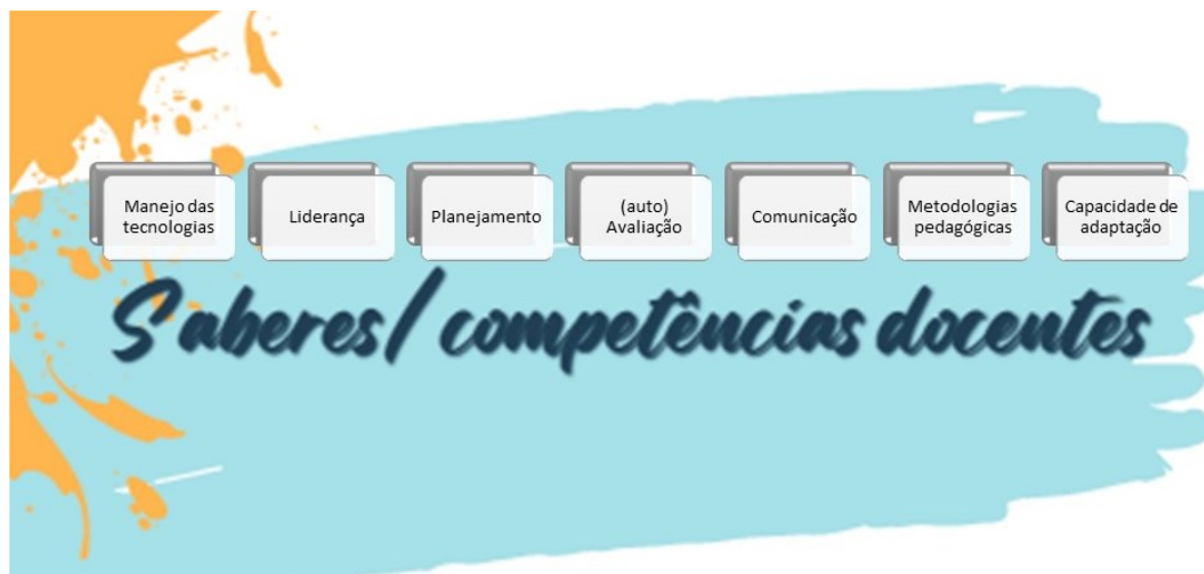 Manejo das
tecnologias
Liderança
Planejamento
(auto)
Avaliação
Comunicação
Metodologias
pedagógicas
Capacidade de
adaptação
Saberes/ competências docentes